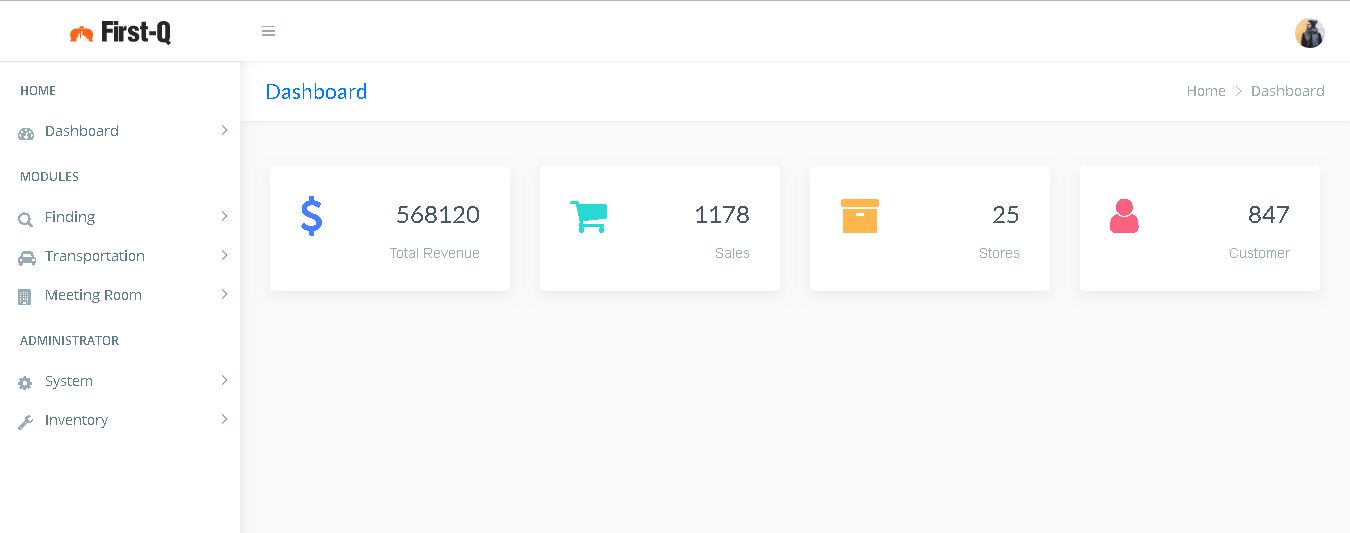 First-Q
HOME
Dashboard
MODULES
Finding
Transportation
Meeting Room
ADMINISTRATOR
System
Inventory
Dashboard
Home > Dashboard
568120
Total Revenue
1178
Sales
25
Stores
847
Customer